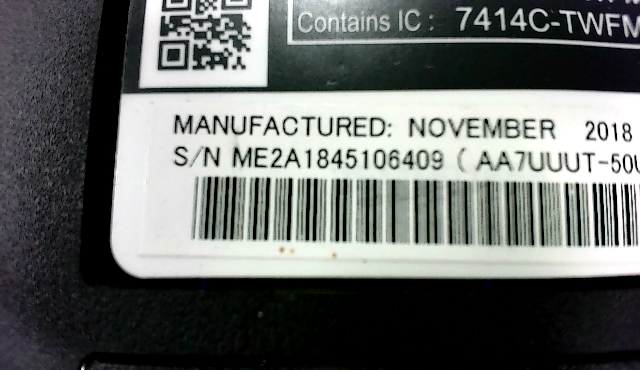 Contains IC : 7414C-TWFM
MANUFACTURED: NOVEMBER 2018
S/N ME2A1845106409 ( AA7UUUT-50U